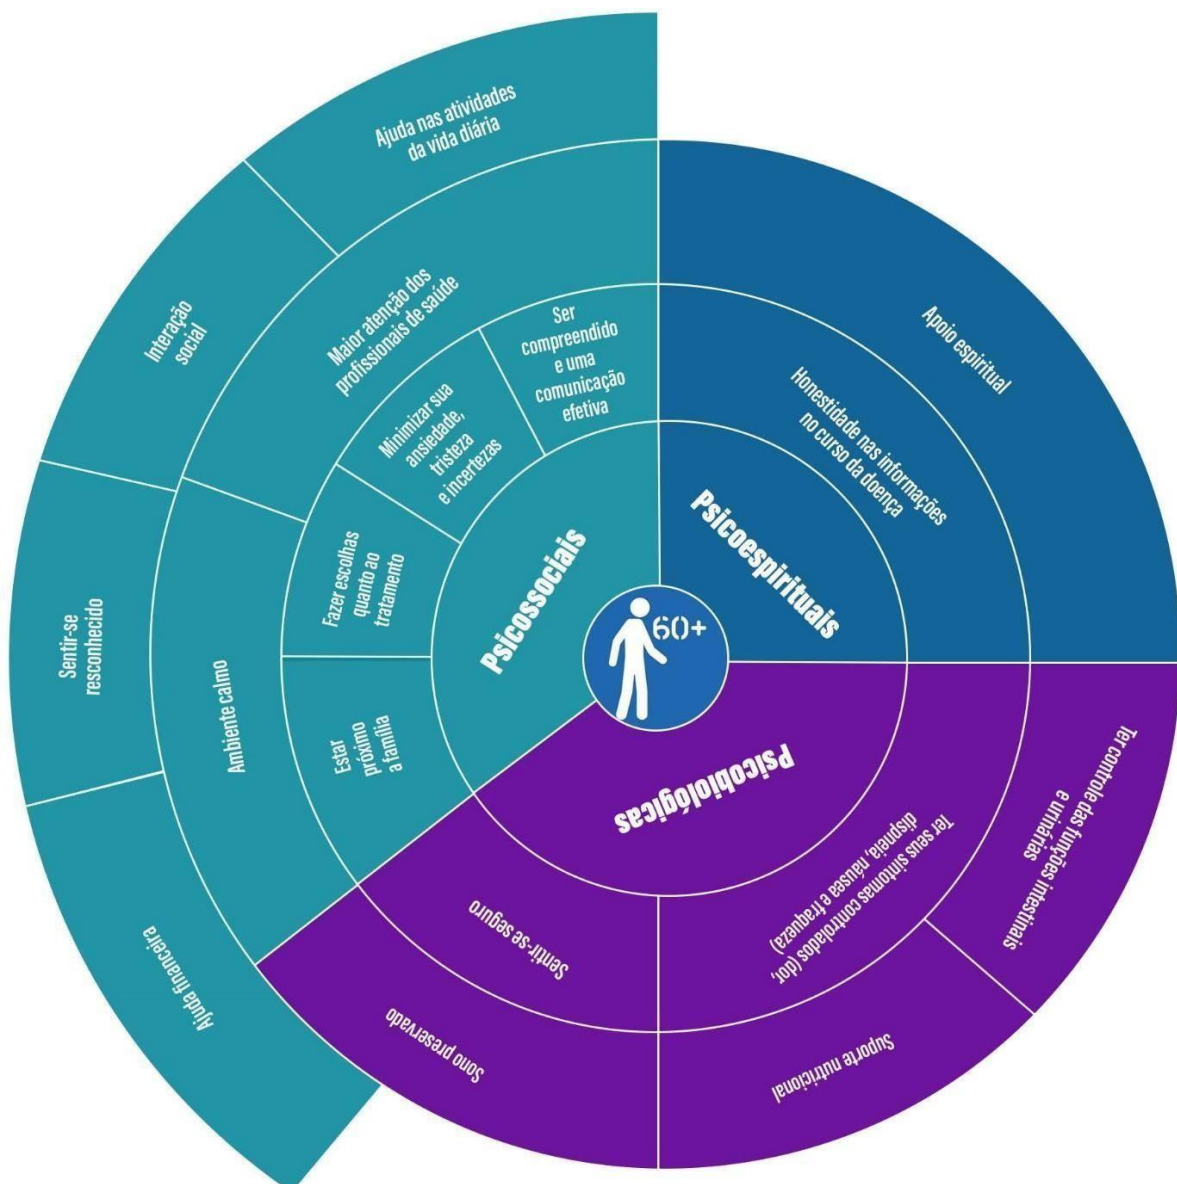 Ajuda nas atividades
da vida diária
Interação
social
Sentir-se
resconhecido
Ajuda financeira
Maior atenção dos
profissionais de saúde
Ambiente calmo
Ser
compreendido
e uma
comunicação
efetiva
Minimizar sua
ansiedade,
tristeza
e incertezas
Fazer escolhas
quanto ao
tratamento
Estar
próximo
a família
Psicossociais
Apoio espiritual
Honestidade nas informações
no curso da doença
Psicoespirituais
60+
Psicobiológicas
Ter seus sintomas controlados (dor,
dispneia, náusea e fraqueza)
Sentir-se seguro
Ter controle das funções intestinais
e urinárias
Suporte nutricional
Sono preservado